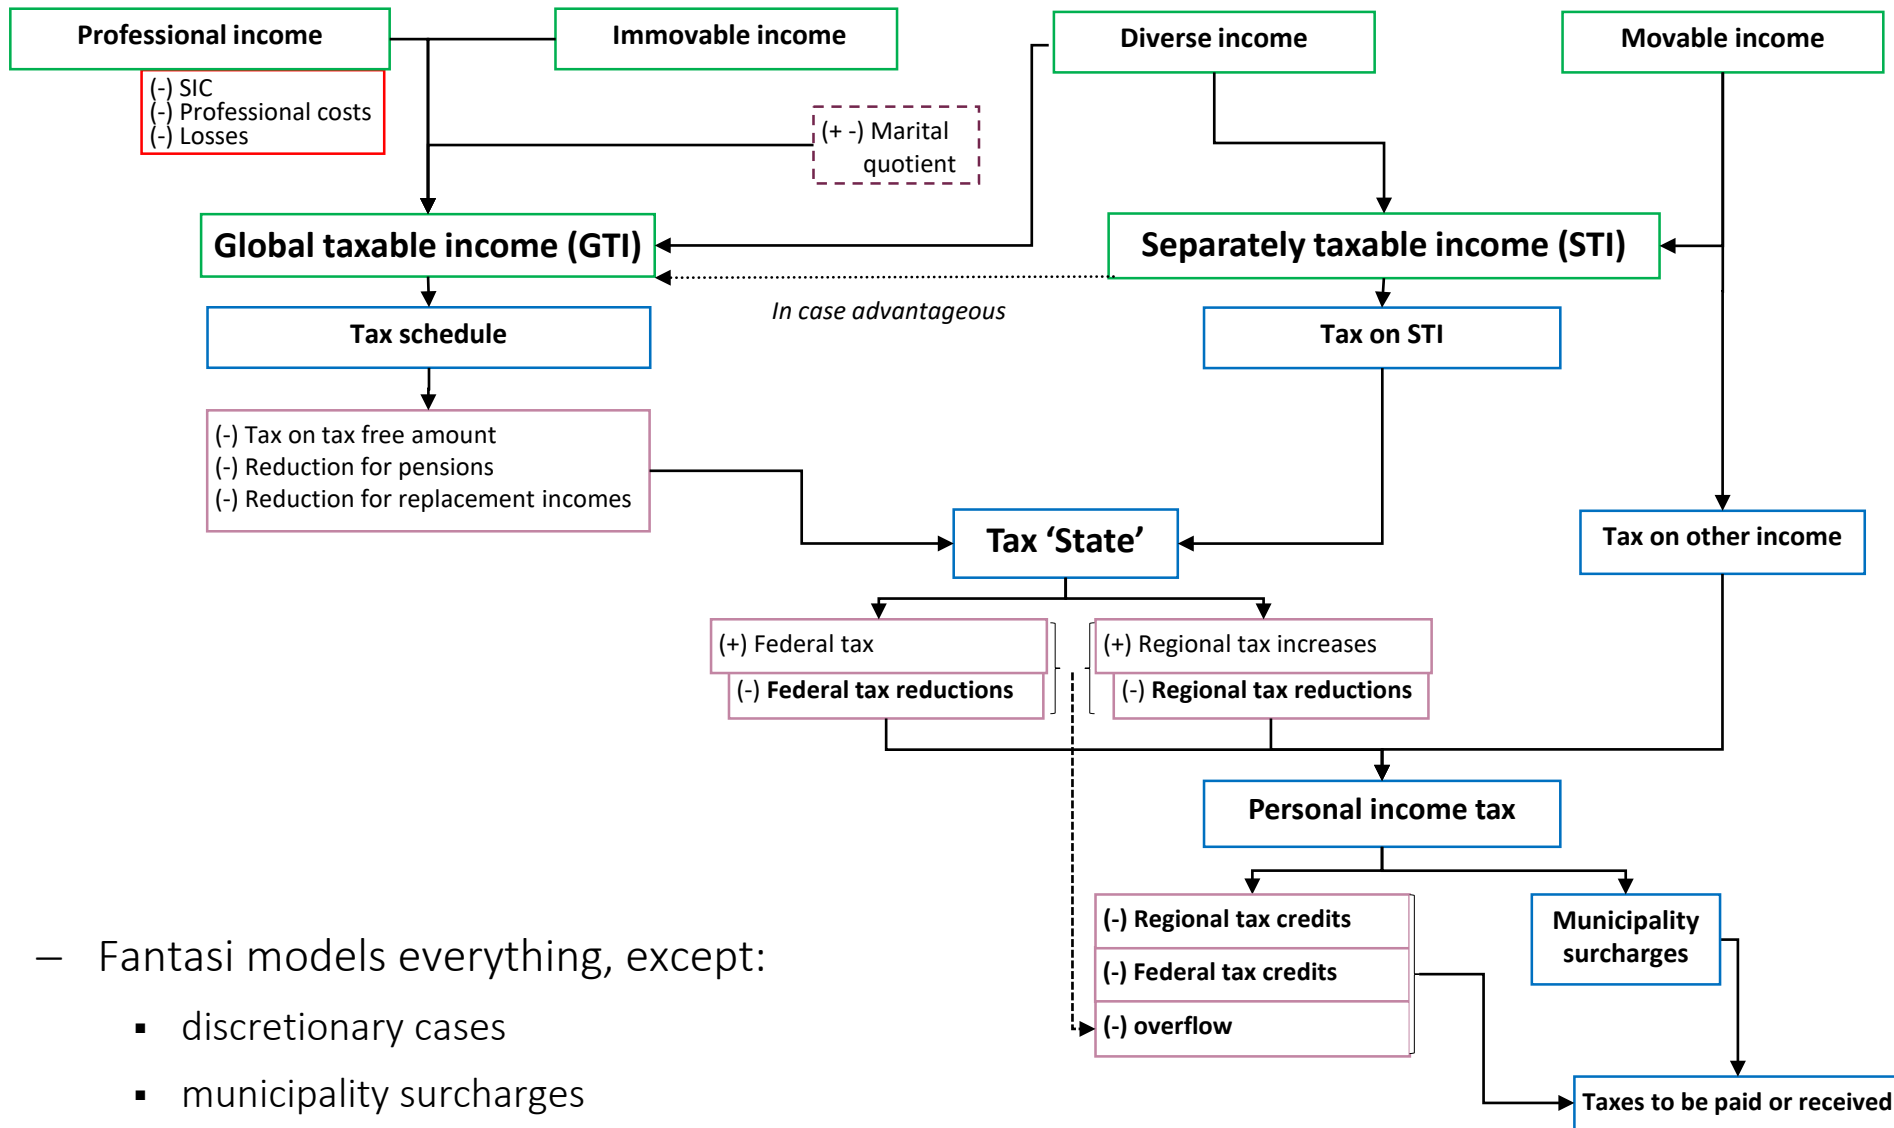 Professional income
Immovable income
Diverse income
Movable income
(-) SIC
(-) Professional costs
(-) Losses
(+ -) Marital
quotient
Global taxable income (GTI)
Separately taxable income (STI)
In case advantageous
Tax schedule
Tax on STI
(-) Tax on tax free amount
(-) Reduction for pensions
(-) Reduction for replacement incomes
Tax ‘State’
Tax on other income
(+) Federal tax
(+) Regional tax increases
(-) Federal tax reductions
(-) Regional tax reductions
Personal income tax
(-) Regional tax credits
(-) Federal tax credits
(-) overflow
Municipality
surcharges
Taxes to be paid or received
– Fantasi models everything, except:
▪ discretionary cases
▪ municipality surcharges